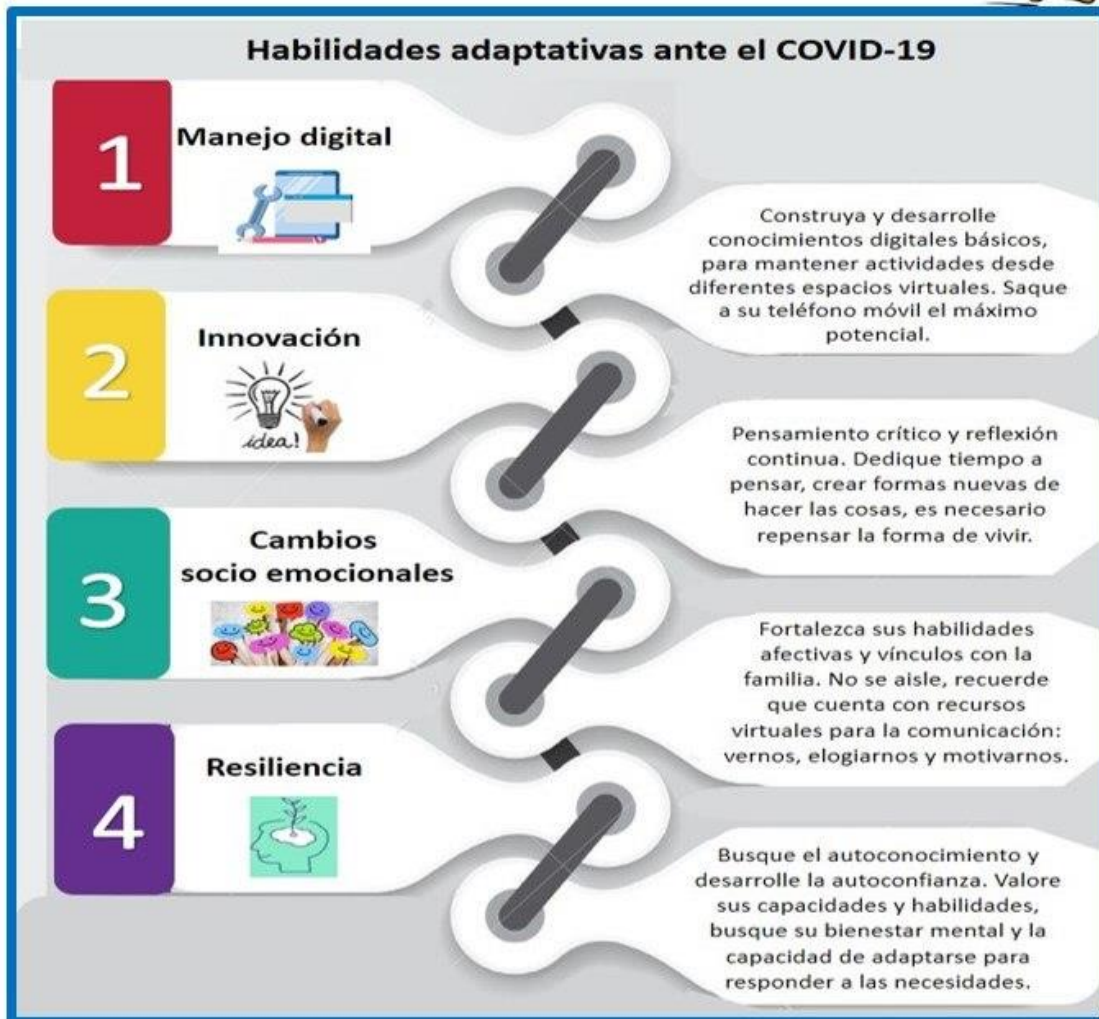 Habilidades adaptativas ante el COVID-19
1
Manejo digital
Construya y desarrolle
conocimientos digitales básicos,
para mantener actividades desde
diferentes espacios virtuales. Saque
a su teléfono móvil el máximo
potencial.
2
Innovación
idea!
Pensamiento crítico y reflexión
continua. Dedique tiempo a
pensar, crear formas nuevas de
hacer las cosas, es necesario
repensar la forma de vivir.
3
Cambios
socio emocionales
Fortalezca sus habilidades
afectivas y vínculos con la
familia. No se aisle, recuerde
que cuenta con recursos
virtuales para la comunicación:
vernos, elogiarnos y motivarnos.
4
Resiliencia
Busque el autoconocimiento y
desarrolle la autoconfianza. Valore
sus capacidades y habilidades,
busque su bienestar mental y la
capacidad de adaptarse para
responder a las necesidades.